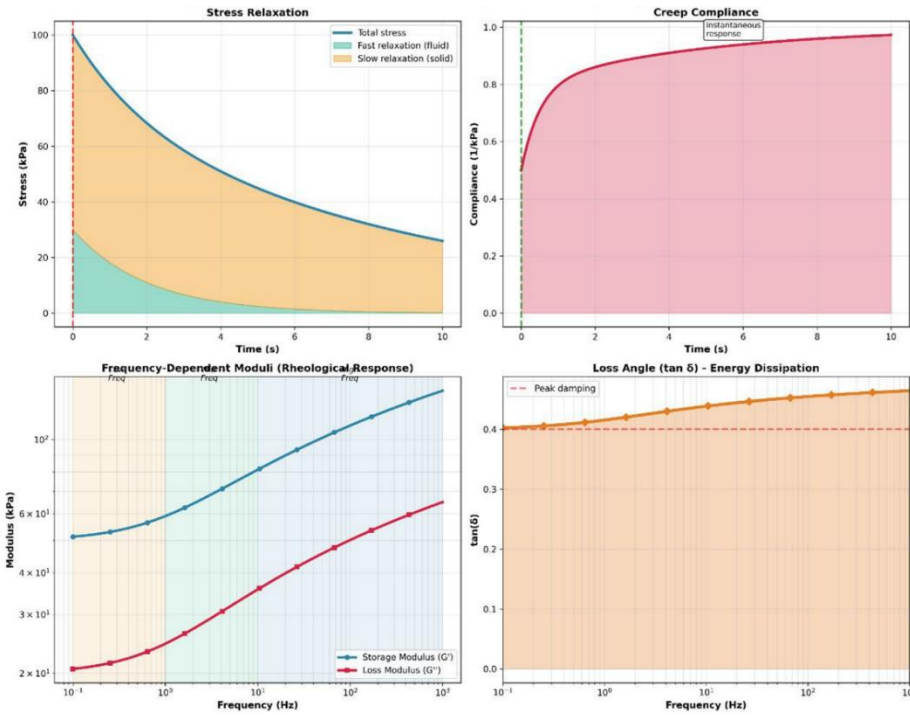 Stress Relaxation
100
80
60
40
20
0
Stress (kPa)
Total stress
Fast relaxation (fluid)
Slow relaxation (solid)
0 2 4 6 8 10
Time (s)
Creep Compliance
1.0
0.8
0.6
0.4
0.2
0.0
Compliance (1/kPa)
Instantaneous
response
0 2 4 6 8 10
Time (s)
Frequency-Dependent Moduli (Rheological Response)
Freq
Freq
Freq
10²
6 × 10¹
4 × 10¹
2 × 10¹
Modulus (kPa)
Storage Modulus (G')
Loss Modulus (G'')
10⁻¹ 10⁰ 10¹ 10² 10³
Frequency (Hz)
Loss Angle (tan δ) - Energy Dissipation
Peak damping
0.4
0.4
0.2
0.1
0.0
tan(δ)
10⁻¹ 10⁰ 10¹ 10²
Frequency (Hz)